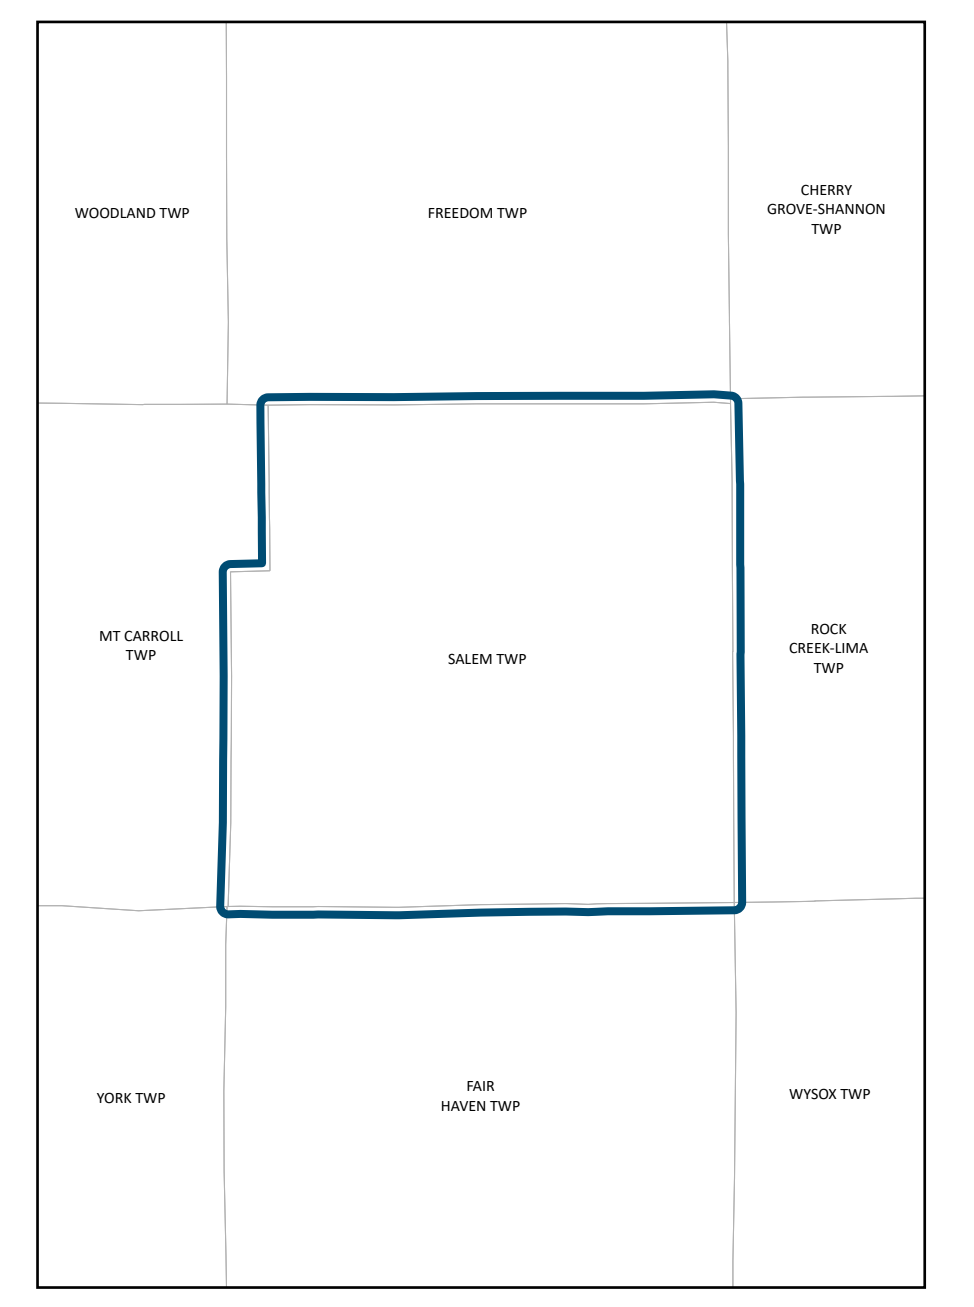 WOODLAND TWP
FREEDOM TWP
CHERRY
GROVE-SHANNON
TWP
MT CARROLL
TWP
SALEM TWP
ROCK
CREEK-LIMA
TWP
YORK TWP
FAIR
HAVEN TWP
WYSOX TWP